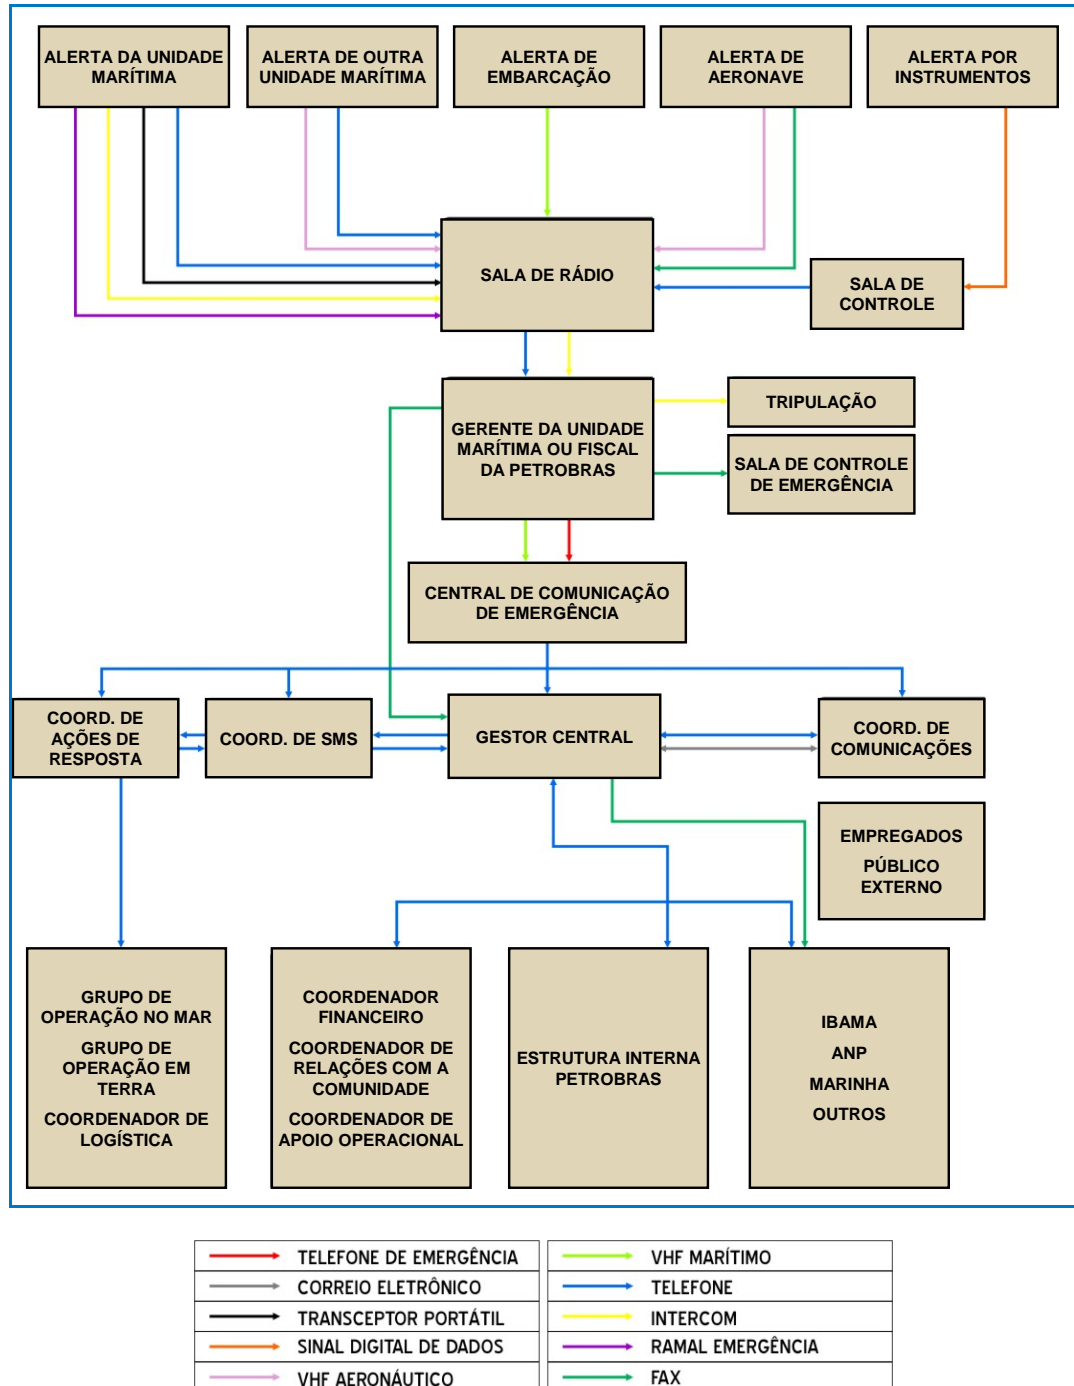 ALERTA DA UNIDADE
MARÍTIMA
ALERTA DE OUTRA
UNIDADE MARÍTIMA
ALERTA DE
EMBARCAÇÃO
ALERTA DE
AERONAVE
ALERTA POR
INSTRUMENTOS
SALA DE RÁDIO
SALA DE
CONTROLE
GERENTE DA UNIDADE
MARÍTIMA OU FISCAL
DA PETROBRAS
TRIPULAÇÃO
SALA DE CONTROLE
DE EMERGÊNCIA
CENTRAL DE COMUNICAÇÃO
DE EMERGÊNCIA
COORD. DE
AÇÕES DE
RESPOSTA
COORD. DE SMS
GESTOR CENTRAL
COORD. DE
COMUNICAÇÕES
EMPREGADOS
PÚBLICO
EXTERNO
GRUPO DE
OPERAÇÃO NO MAR
GRUPO DE
OPERAÇÃO EM
TERRA
COORDENADOR DE
LOGÍSTICA
COORDENADOR
FINANCEIRO
COORDENADOR DE
RELAÇÕES COM A
COMUNIDADE
COORDENADOR DE
APOIO OPERACIONAL
ESTRUTURA INTERNA
PETROBRAS
IBAMA
ANP
MARINHA
OUTROS
TELEFONE DE EMERGÊNCIA
VHF MARÍTIMO
CORREIO ELETRÔNICO
TELEFONE
TRANSCEPTOR PORTÁTIL
INTERCOM
SINAL DIGITAL DE DADOS
RAMAL EMERGÊNCIA
VHF AERONÁUTICO
FAX